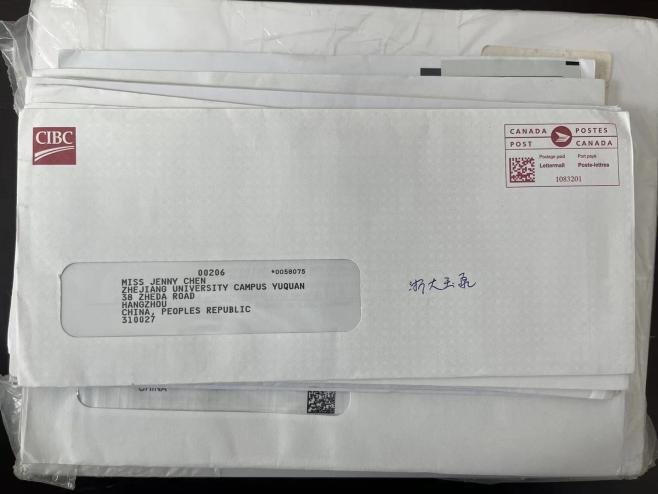 CIBC
CANADA POSTES
POST CANADA
Postage paid Port payé
Lettermail Poste-lettres
1083201
00206 *0058075
MISS JENNY CHEN
ZHEJIANG UNIVERSITY CAMPUS YUQUAN
38 ZHEDA ROAD
HANGZHOU
CHINA, PEOPLES REPUBLIC
310027
浙大玉泉
CHINA